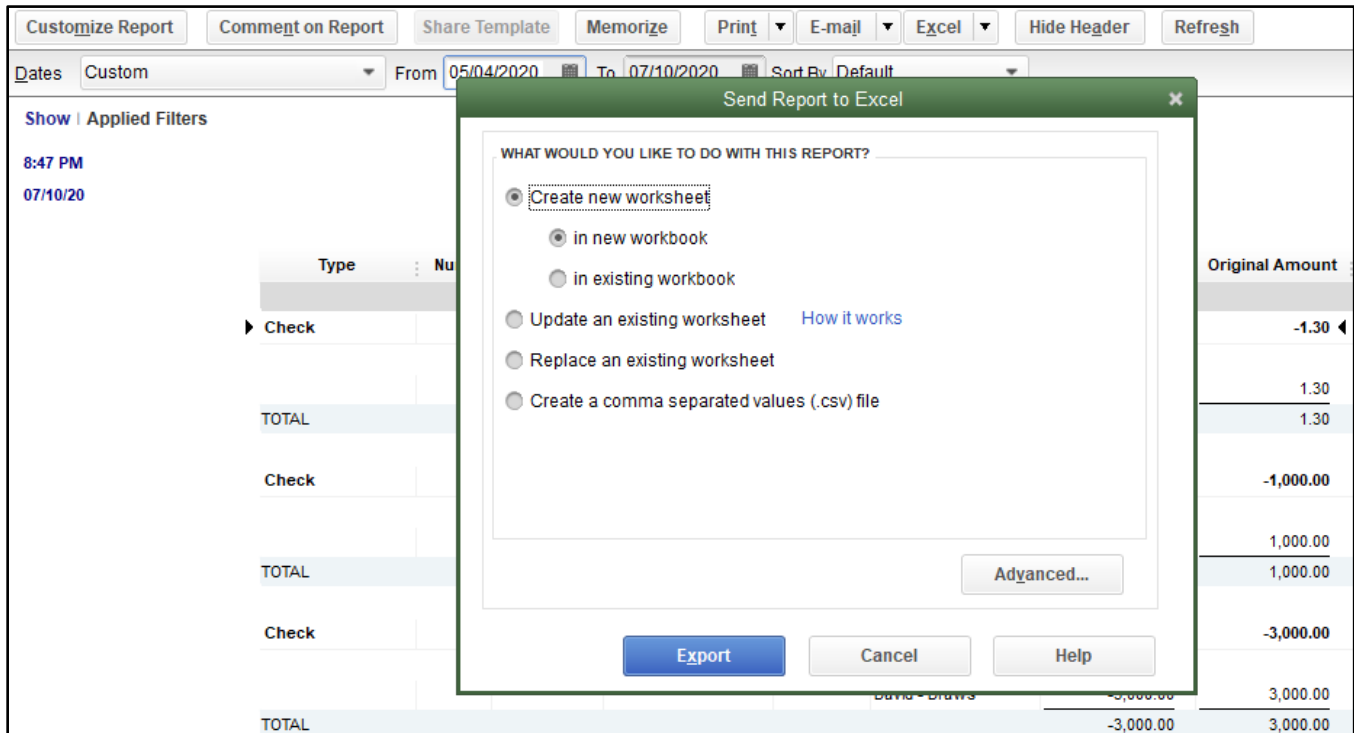 Customize Report Comment on Report Share Template Memorize Print E-mail Excel Hide Header Refresh
Dates Custom From 05/04/2020 To 07/10/2020 Sort By Default
Send Report to Excel
Show | Applied Filters
WHAT WOULD YOU LIKE TO DO WITH THIS REPORT?
8:47 PM
07/10/20
Create new worksheet
in new workbook
Type Nu Original Amount
in existing workbook
Update an existing worksheet How it works
Check -1.30
Replace an existing worksheet
1.30
Create a comma separated values (.csv) file
TOTAL 1.30
Check -1,000.00
1,000.00
TOTAL 1,000.00
Advanced...
Check -3,000.00
Export Cancel Help
David - Draws -3,000.00 3,000.00
TOTAL -3,000.00 3,000.00